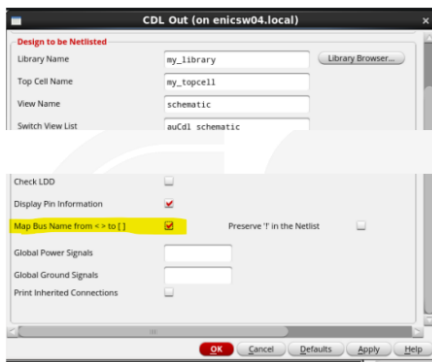 CDL Out (on enicsw04.local)
Design to be Netlisted
Library Name my_library Library Browser...
Top Cell Name my_topcell
View Name schematic
Switch View List auCdl schematic
Check LDD
Display Pin Information
Map Bus Name from < > to [ ] Preserve '!' in the Netlist
Global Power Signals
Global Ground Signals
Print Inherited Connections
OK Cancel Defaults Apply Help